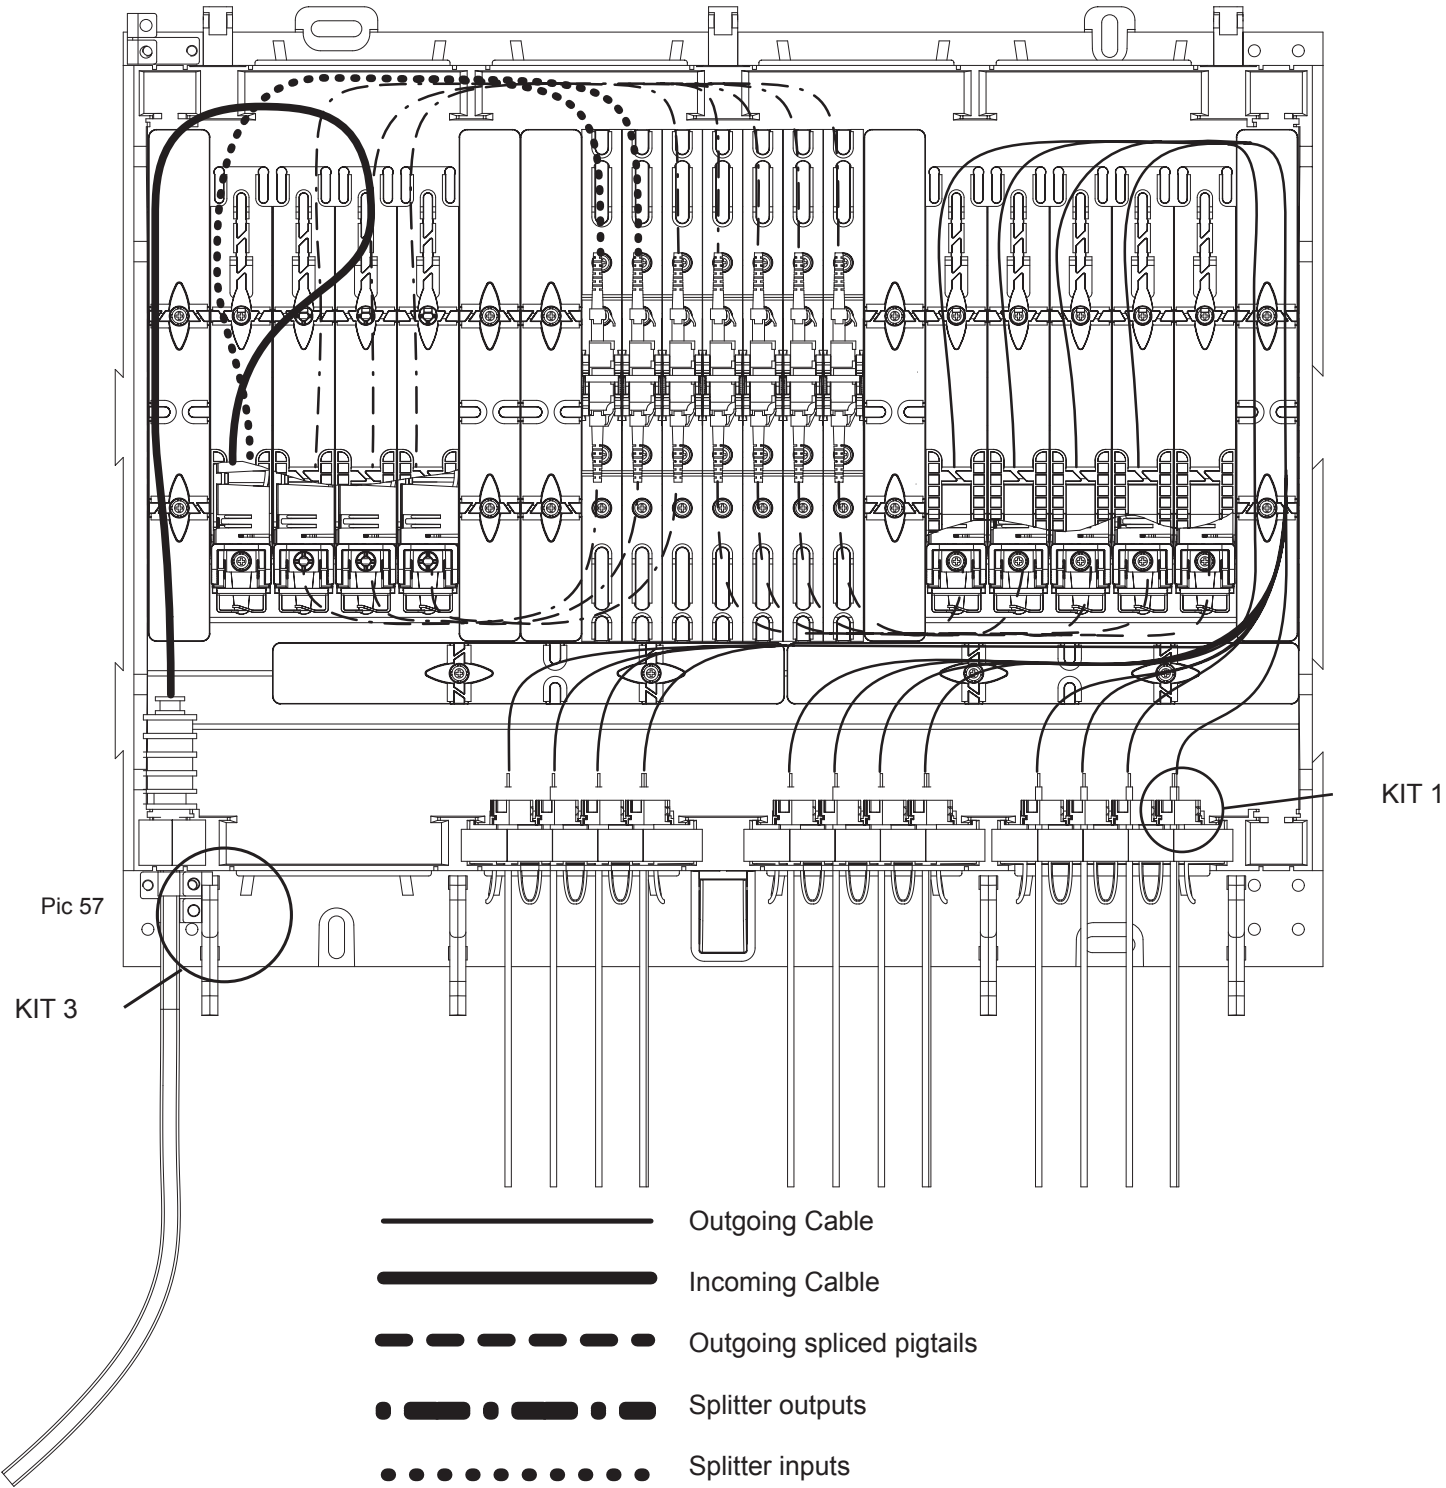 KIT 1
Pic 57
KIT 3
Outgoing Cable
Incoming Calble
Outgoing spliced pigtails
Splitter outputs
Splitter inputs